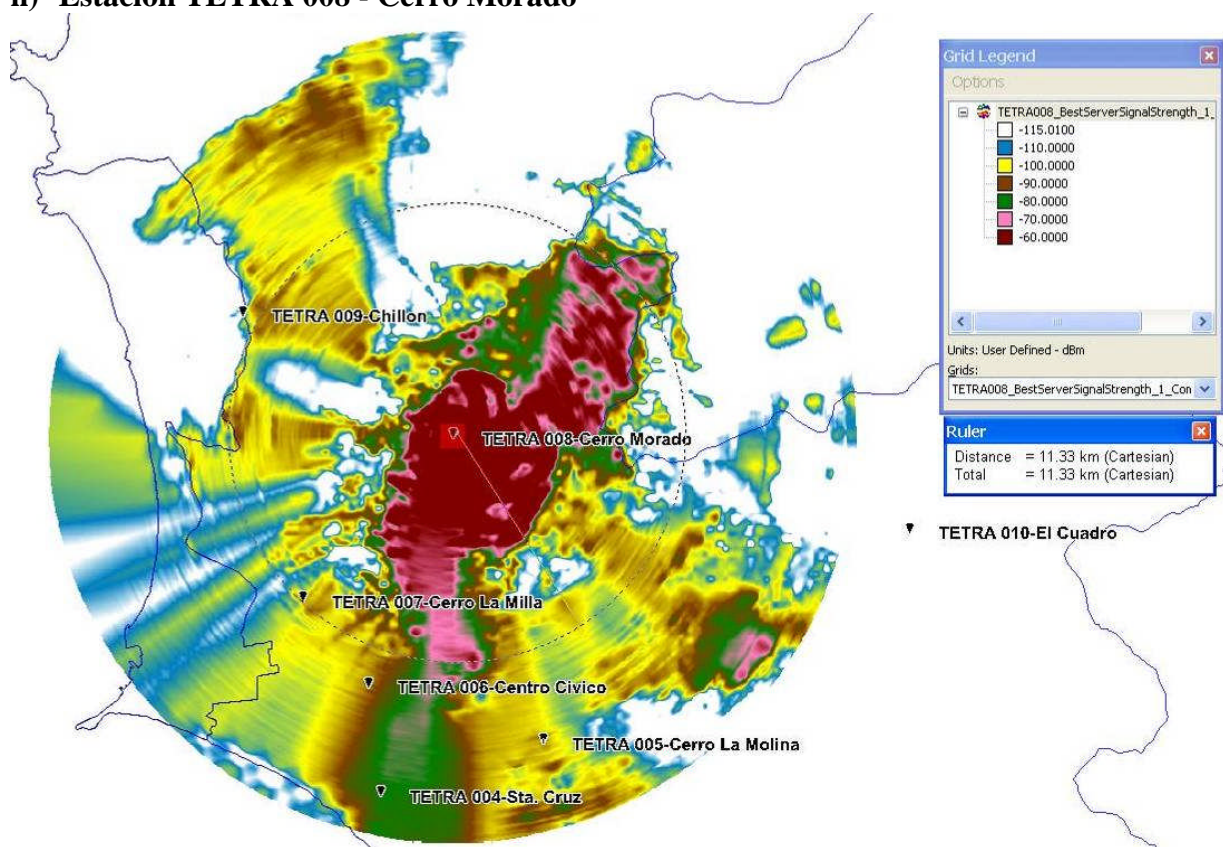 Estación TETRA 008 - Cerro Morado
Grid Legend
Options
TETRA008_BestServerSignalStrength_1_
-115.0100
-110.0000
-100.0000
-90.0000
-80.0000
-70.0000
-60.0000
Units: User Defined - dBm
Grids:
TETRA008_BestServerSignalStrength_1_Con
Ruler
Distance = 11.33 km (Cartesian)
Total = 11.33 km (Cartesian)
TETRA 009-Chillon
TETRA 008-Cerro Morado
TETRA 010-El Cuadro
TETRA 007-Cerro La Milla
TETRA 006-Centro Civico
TETRA 005-Cerro La Molina
TETRA 004-Sta. Cruz